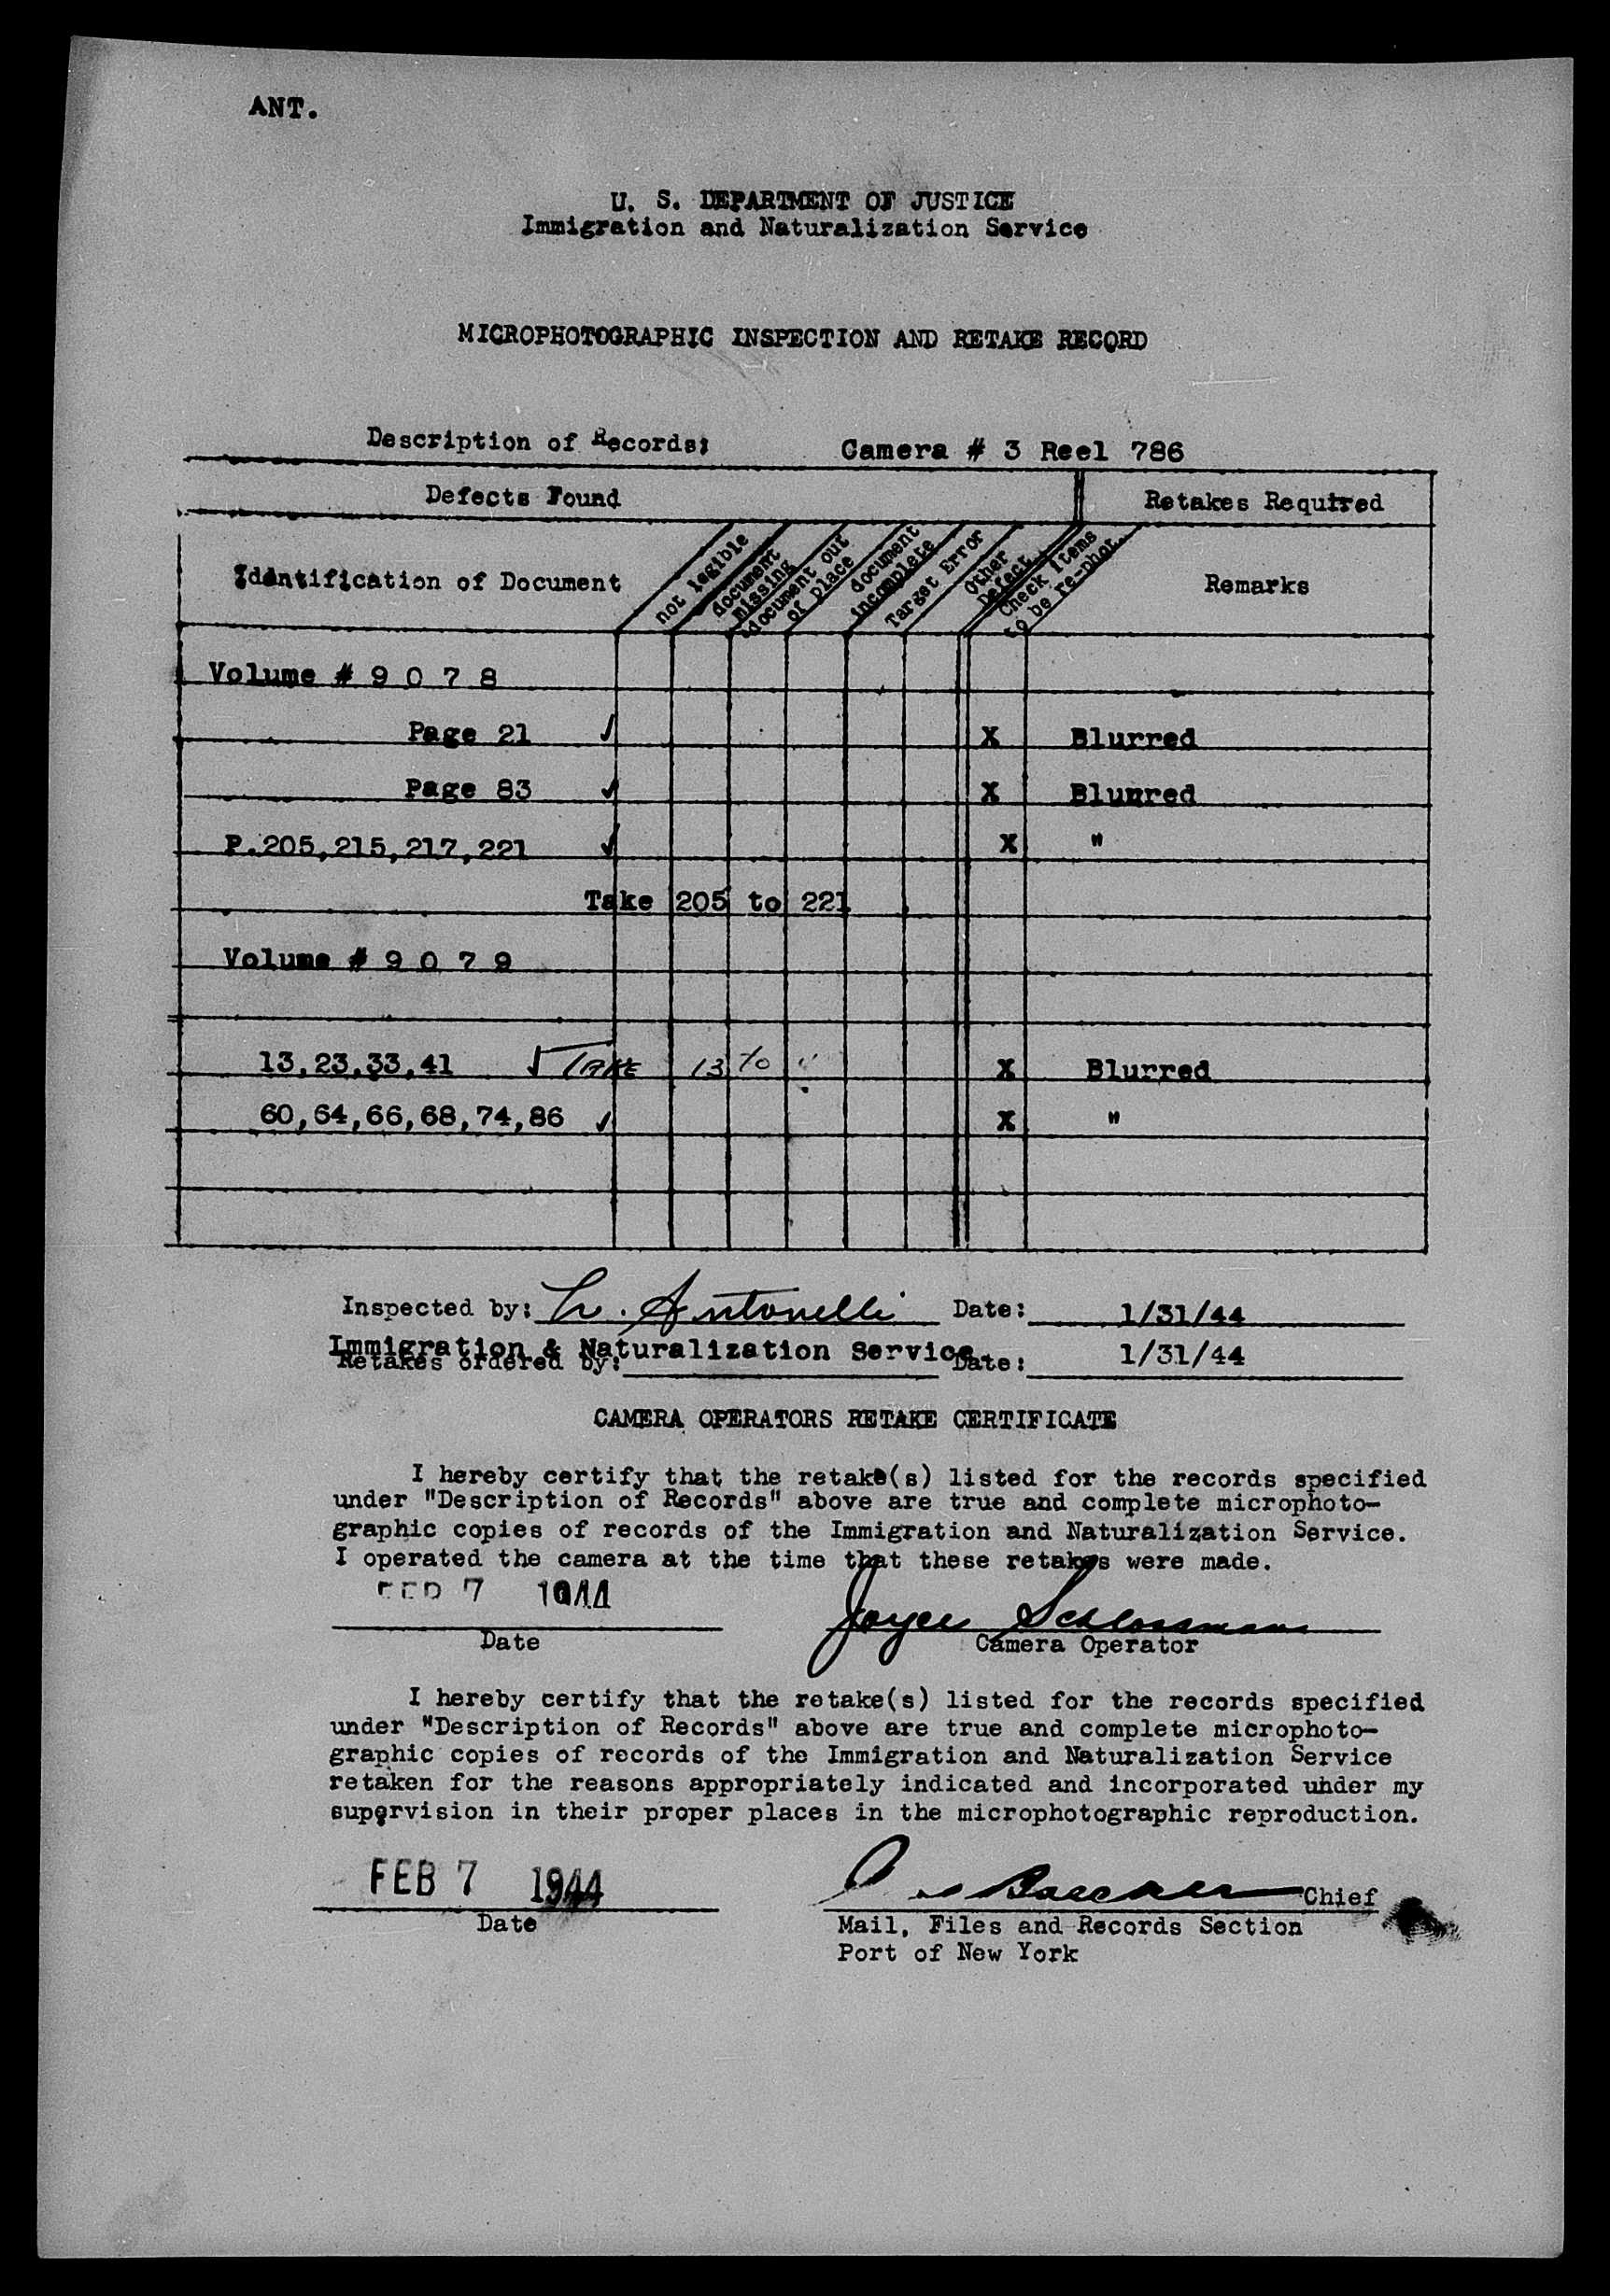 ANT.
U. S. DEPARTMENT OF JUSTICE
Immigration and Naturalization Service
MICROPHOTOGRAPHIC INSPECTION AND RETAKE RECORD
Description of Records: Camera # 3 Reel 786
Defects Found Retakes Required
Identification of Document
not legible
document missing
document out of place
document incomplete
Target Error
Other Defect
Check items to be re-phot.
Remarks
Volume # 9 0 7 8
Page 21 ✓ X Blurred
Page 83 ✓ X Blurred
P.205,215,217,221 ✓ X "
Take 205 to 221
Volume # 9 0 7 9
13,23,33,41 ✓ TAKE 13 to " X Blurred
60,64,66,68,74,86 ✓ X "
Inspected by: Antonelli Date: 1/31/44
Immigration & Naturalization Service
Retakes ordered by: Date: 1/31/44
CAMERA OPERATORS RETAKE CERTIFICATE
I hereby certify that the retake(s) listed for the records specified
under "Description of Records" above are true and complete microphoto-
graphic copies of records of the Immigration and Naturalization Service.
I operated the camera at the time that these retakes were made.
FEB 7 1944 Joyce Schlossman
Date Camera Operator
I hereby certify that the retake(s) listed for the records specified
under "Description of Records" above are true and complete microphoto-
graphic copies of records of the Immigration and Naturalization Service
retaken for the reasons appropriately indicated and incorporated under my
supervision in their proper places in the microphotographic reproduction.
FEB 7 1944 Chief
Date Mail, Files and Records Section
Port of New York